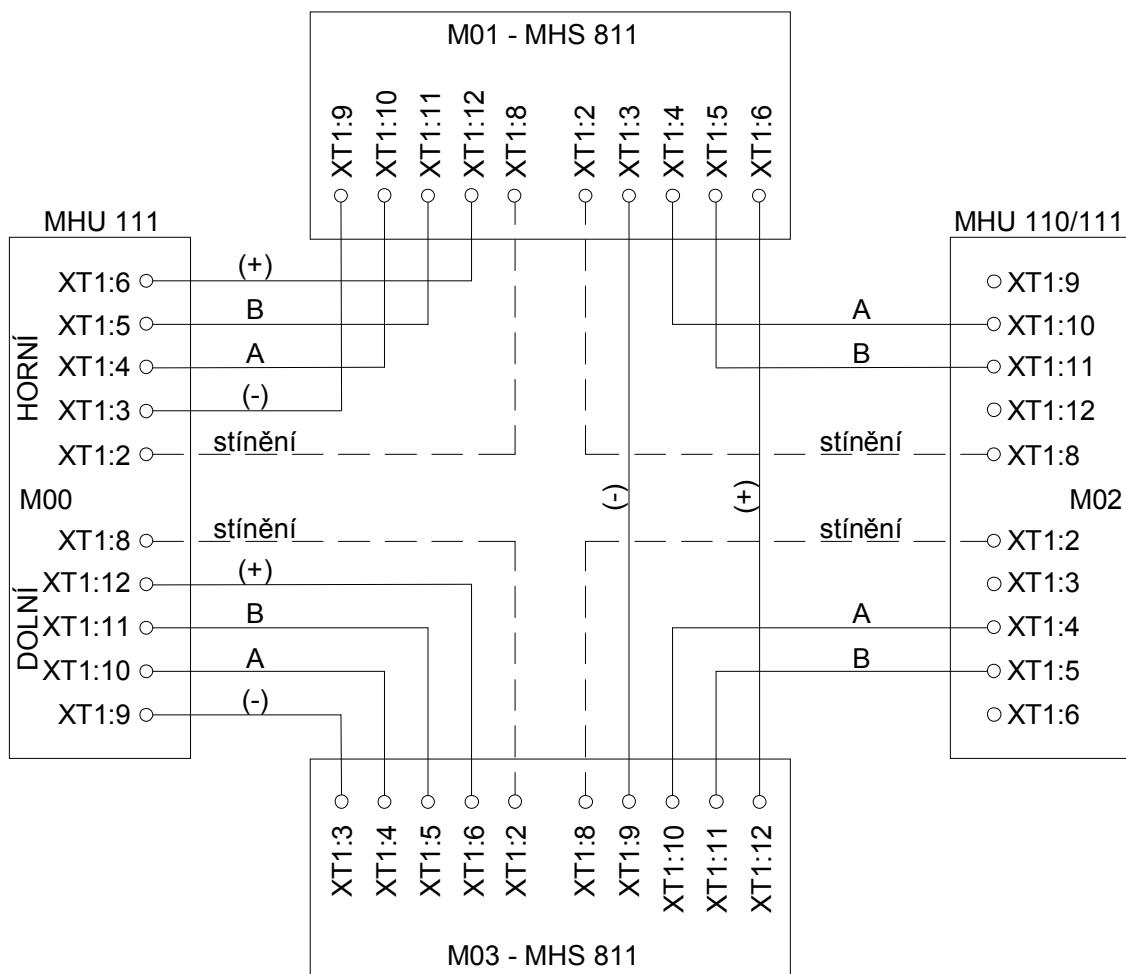 M01 - MHS 811
XT1:9
XT1:10
XT1:11
XT1:12
XT1:8
XT1:2
XT1:3
XT1:4
XT1:5
XT1:6
MHU 111
HORNÍ
XT1:6
(+)
XT1:5
B
XT1:4
A
XT1:3
(-)
XT1:2
stínění
M00
DOLNÍ
XT1:8
stínění
XT1:12
(+)
XT1:11
B
XT1:10
A
XT1:9
(-)
(-)
(+)
MHU 110/111
XT1:9
A
XT1:10
B
XT1:11
XT1:12
stínění
XT1:8
M02
stínění
XT1:2
XT1:3
A
XT1:4
B
XT1:5
XT1:6
XT1:3
XT1:4
XT1:5
XT1:6
XT1:2
XT1:8
XT1:9
XT1:10
XT1:11
XT1:12
M03 - MHS 811